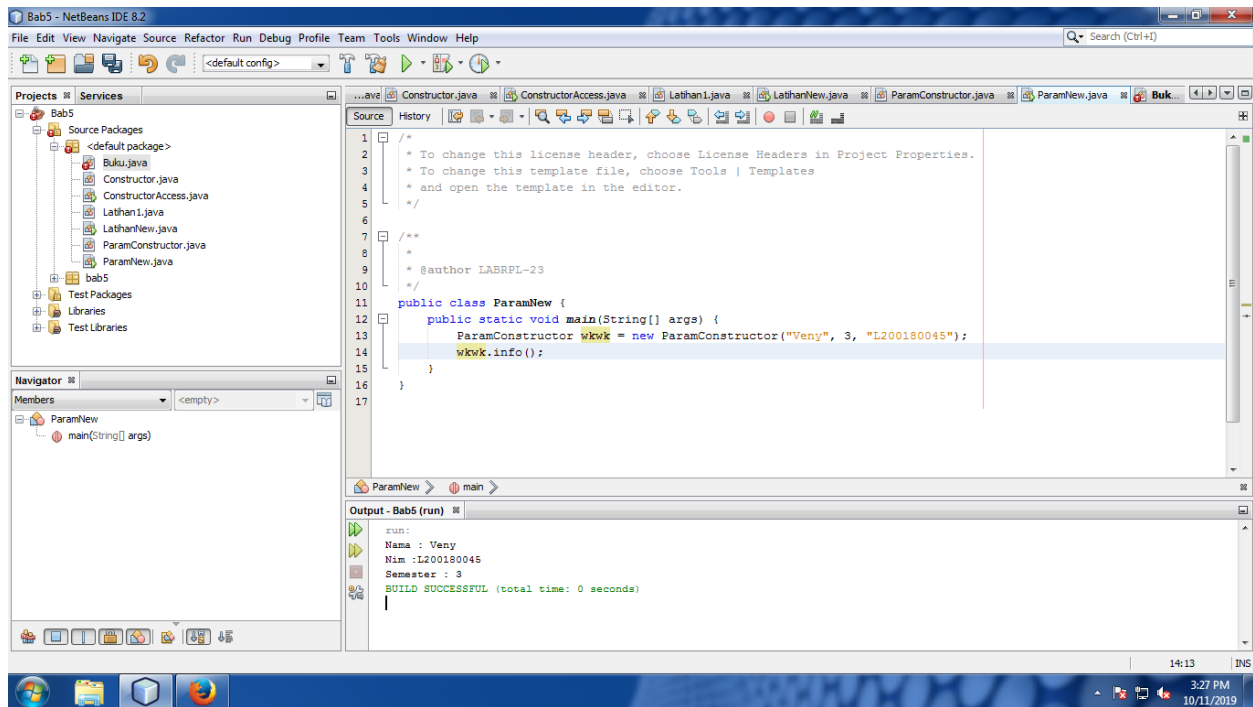 Bab5 - NetBeans IDE 8.2
File Edit View Navigate Source Refactor Run Debug Profile Team Tools Window Help
Search (Ctrl+I)
<default config>
Projects Services
...ave Constructor.java ConstructorAccess.java Latihan1.java LatihanNew.java ParamConstructor.java ParamNew.java Buk...
Bab5
Source Packages
<default package>
Buku.java
Constructor.java
ConstructorAccess.java
Latihan1.java
LatihanNew.java
ParamConstructor.java
ParamNew.java
bab5
Test Packages
Libraries
Test Libraries
Source History
1 /*
2 * To change this license header, choose License Headers in Project Properties.
3 * To change this template file, choose Tools | Templates
4 * and open the template in the editor.
5 */
6
7 /**
8 *
9 * @author LABRPL-23
10 */
11 public class ParamNew {
12 public static void main(String[] args) {
13 ParamConstructor wkwk = new ParamConstructor("Veny", 3, "L200180045");
14 wkwk.info();
15 }
16 }
17
Navigator
Members <empty>
ParamNew
main(String[] args)
ParamNew main
Output - Bab5 (run)
run:
Nama : Veny
Nim :L200180045
Semester : 3
BUILD SUCCESSFUL (total time: 0 seconds)
14:13 INS
3:27 PM
10/11/2019